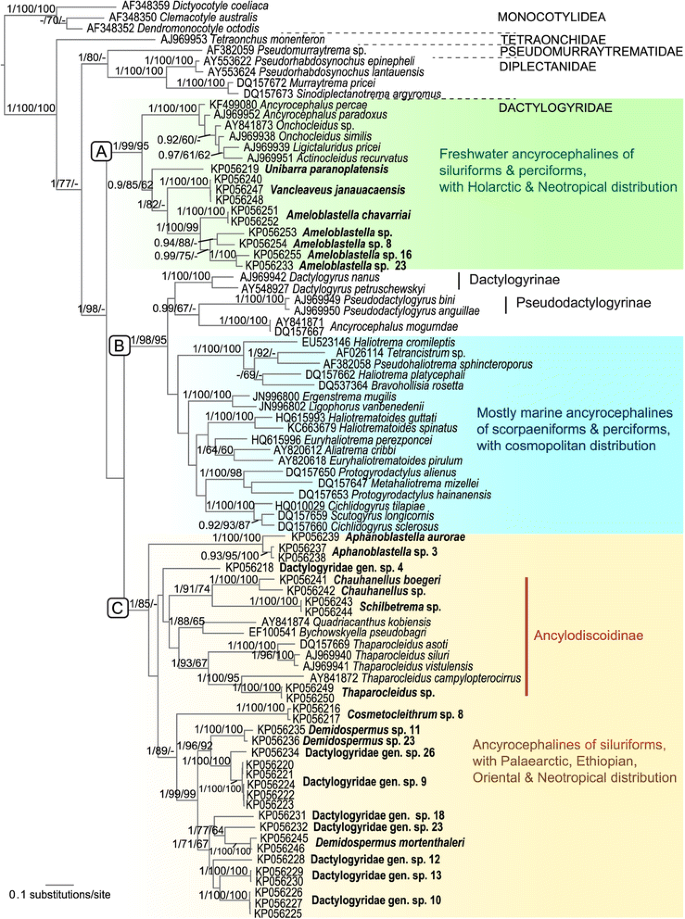 1/100/100
AF348359 Dictyocotyle coeliaca
AF348350 Clemacotyle australis
-/70/-
AF348352 Dendromonocotyle octodis
MONOCOTYLIDEA
AJ969953 Tetraonchus monenteron
TETRAONCHIDAE
AF382059 Pseudomurraytrema sp.
PSEUDOMURRAYTREMATIDAE
1/80/-
AY553622 Pseudorhabdosynochus epinepheli
DIPLECTANIDAE
1/100/100
AY553624 Pseudorhabdosynochus lantauensis
DQ157672 Murraytrema pricei
1/100/100
DQ157673 Sinodiplectanotrema argyromus
1/100/100
KF499080 Ancyrocephalus percae
DACTYLOGYRIDAE
1/100/100
AJ969952 Ancyrocephalus paradoxus
AY841873 Onchocleidus sp.
0.92/60/-
AJ969938 Onchocleidus similis
1/99/95
A
AJ969939 Ligictaluridus pricei
0.97/61/62
AJ969951 Actinocleidus recurvatus
Freshwater ancyrocephalines of
siluriforms & perciforms,
with Holarctic & Neotropical distribution
KP056219 Unibarra paranoplatensis
0.9/85/62
1/100/100
KP056240
KP056247 Vancleaveus janauacaensis
KP056248
1/77/-
1/82/-
1/100/100
KP056251
KP056252
Ameloblastella chavarriai
1/100/99
KP056253 Ameloblastella sp.
0.94/88/-
KP056254 Ameloblastella sp. 8
0.99/75/-
KP056255 Ameloblastella sp. 16
1/100/100
KP056233 Ameloblastella sp. 23
1/100/100
AJ969942 Dactylogyrus nanus
AY548927 Dactylogyrus petruschewskyi
Dactylogyrinae
1/98/-
0.99/67/-
1/100/100
AJ969949 Pseudodactylogyrus bini
AJ969950 Pseudodactylogyrus anguillae
Pseudodactylogyrinae
1/100/100
AY841871
DQ157667
Ancyrocephalus mogurndae
B
1/98/95
EU523146 Haliotrema cromileptis
1/100/100
1/92/-
AF026114 Tetrancistrum sp.
AF382058 Pseudohaliotrema sphincteroporus
-/69/-
DQ157662 Haliotrema platycephali
DQ537364 Bravohollisia rosetta
1/100/100
JN996800 Ergenstrema mugilis
JN996802 Ligophorus vanbenedenii
1/100/100
HQ615993 Haliotrematoides guttati
KC663679 Haliotrematoides spinatus
Mostly marine ancyrocephalines
of scorpaeniforms & perciforms,
with cosmopolitan distribution
HQ615996 Euryhaliotrema perezponcei
1/64/60
AY820612 Aliatrema cribbi
AY820618 Euryhaliotrematoides pirulum
1/100/98
DQ157650 Protogyrodactylus alienus
DQ157647 Metahaliotrema mizellei
DQ157653 Protogyrodactylus hainanensis
1/100/100
HQ010029 Cichlidogyrus tilapiae
DQ157659 Scutogyrus longicornis
0.92/93/87
DQ157660 Cichlidogyrus sclerosus
1/100/100
KP056239 Aphanoblastella aurorae
KP056237
KP056238
Aphanoblastella sp. 3
0.93/95/100
KP056218 Dactylogyridae gen. sp. 4
1/100/100
KP056241 Chauhanellus boegeri
1/91/74
KP056242 Chauhanellus sp.
1/100/100
KP056243
KP056244
Schilbetrema sp.
1/85/-
C
1/88/65
AY841874 Quadriacanthus kobiensis
EF100541 Bychowskyella pseudobagri
Ancylodiscoidinae
1/100/100
DQ157669 Thaparocleidus asoti
1/96/100
AJ969940 Thaparocleidus siluri
AJ969941 Thaparocleidus vistulensis
1/93/67
1/100/95
AY841872 Thaparocleidus campylopterocirrus
1/100/100
KP056249
KP056250
Thaparocleidus sp.
1/100/100
KP056216
KP056217
Cosmetocleithrum sp. 8
1/89/-
1/100/100
KP056235 Demidospermus sp. 11
KP056236 Demidospermus sp. 23
1/96/92
KP056234 Dactylogyridae gen. sp. 26
1/100/100
KP056220
KP056221
KP056224 Dactylogyridae gen. sp. 9
KP056222
KP056223
1/100/100
Ancyrocephalines of siluriforms,
with Palaearctic, Ethiopian,
Oriental & Neotropical distribution
1/99/99
KP056231 Dactylogyridae gen. sp. 18
1/77/64
KP056232 Dactylogyridae gen. sp. 23
1/71/67
KP056245
KP056246
Demidospermus mortenthaleri
1/100/100
KP056228 Dactylogyridae gen. sp. 12
1/100/100
KP056229
KP056230
Dactylogyridae gen. sp. 13
1/100/100
KP056226
KP056227 Dactylogyridae gen. sp. 10
KP056225
0.1 substitutions/site